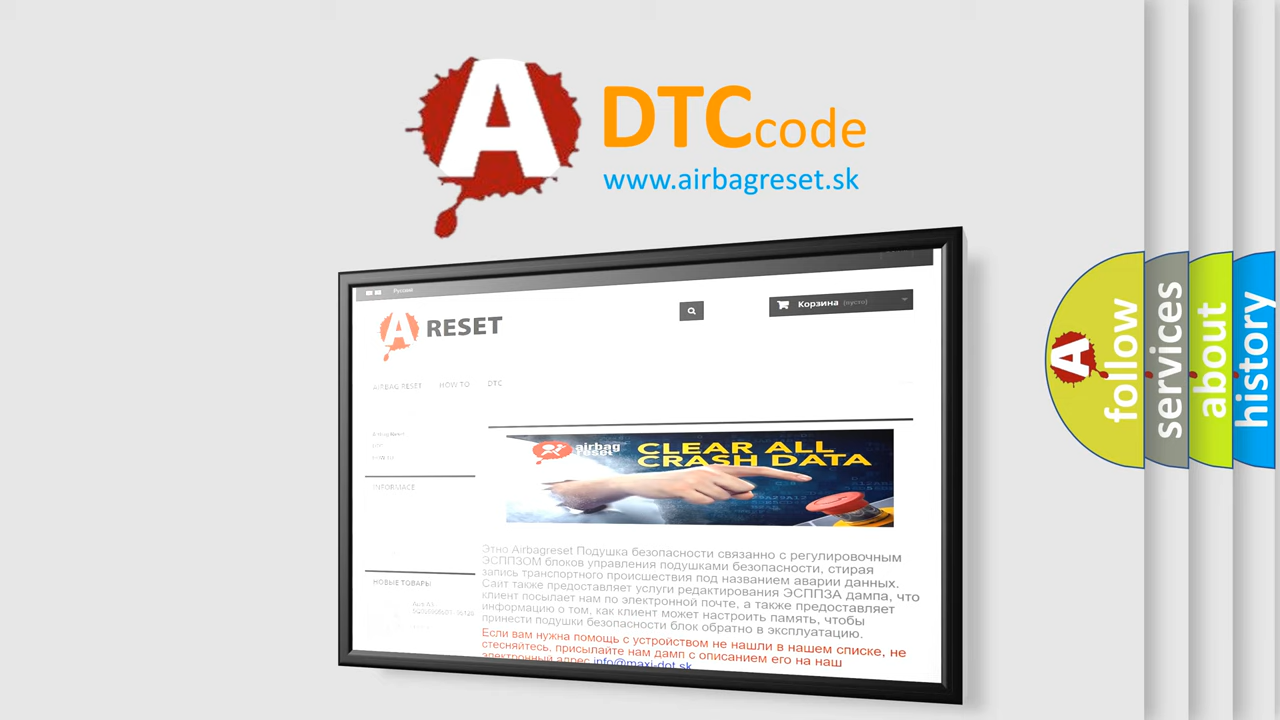 A DTCcode
www.airbagreset.sk
Русский
A RESET
Корзина (пусто)
AIRBAG RESET HOW TO DTC
Airbag Reset
HOW TO
INFORMACE
НОВЫЕ ТОВАРЫ
airbag
reset
CLEAR ALL
CRASH DATA
Этно Airbagreset Подушка безопасности связанно с регулировочным
ЭСППЗОМ блоков управления подушками безопасности, стирая
запись транспортного происшествия под названием аварии данных.
Сайт также предоставляет услуги редактирования ЭСППЗА дампа, что
клиент посылает нам по электронной почте, а также предоставляет
информацию о том, как клиент может настроить память, чтобы
принести подушки безопасности блок обратно в эксплуатацию.
Если вам нужна помощь с устройством не нашли в нашем списке, не
стесняйтесь, присылайте нам дамп с описанием его на наш
электронный адрес info@maxi-dot.sk
A follow
services
about
history